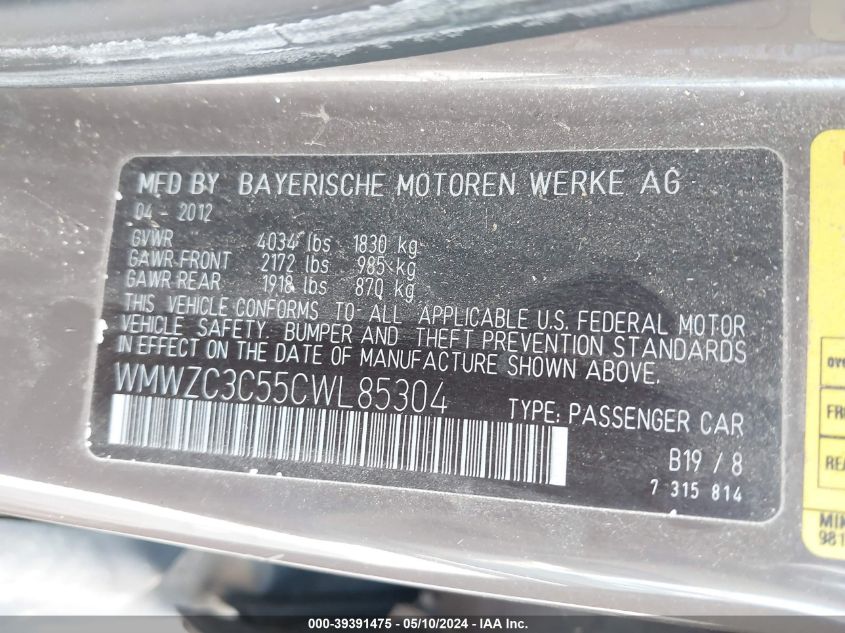 MFD BY BAYERISCHE MOTOREN WERKE AG
04 - 2012
GVWR 4034 lbs 1830 kg
GAWR-FRONT 2172 lbs 985 kg
GAWR-REAR 1918 lbs 870 kg
THIS VEHICLE CONFORMS TO ALL APPLICABLE U.S. FEDERAL MOTOR
VEHICLE SAFETY, BUMPER AND THEFT PREVENTION STANDARDS
IN EFFECT ON THE DATE OF MANUFACTURE SHOWN ABOVE.
WMWZC3C55CWL85304 TYPE: PASSENGER CAR
B19 / 8
7 315 814
000-39391475 - 05/10/2024 - IAAI.COM